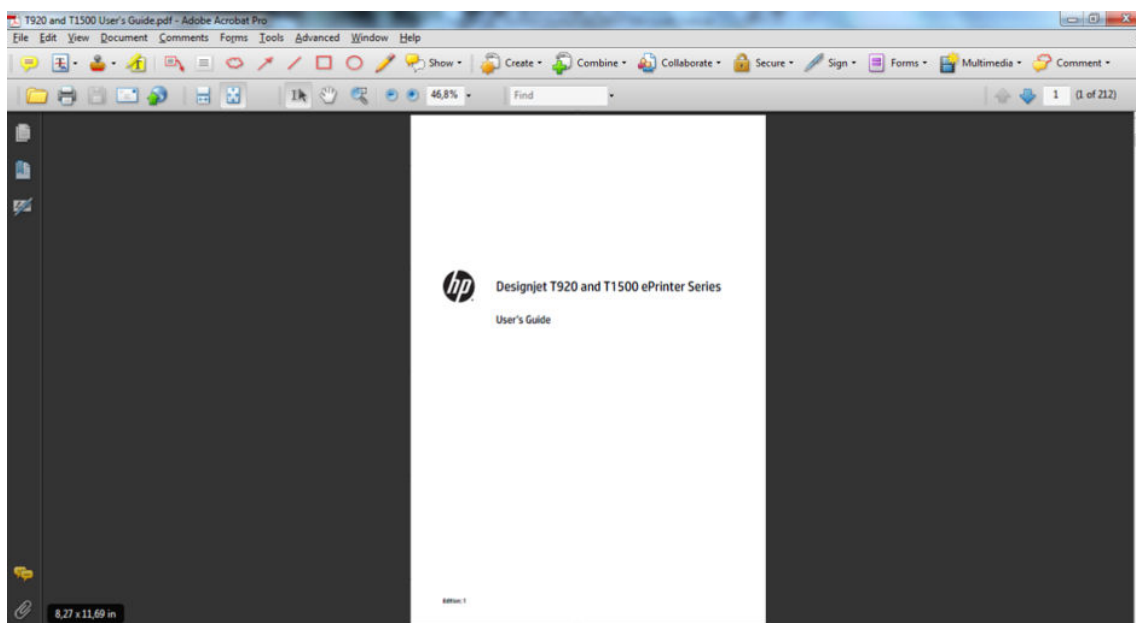 T920 and T1500 User's Guide.pdf - Adobe Acrobat Pro
File Edit View Document Comments Forms Tools Advanced Window Help
Show Create Combine Collaborate Secure Sign Forms Multimedia Comment
46,8% Find 1 (1 of 212)
hp Designjet T920 and T1500 ePrinter Series
User's Guide
Edition: 1
8,27 x 11,69 in